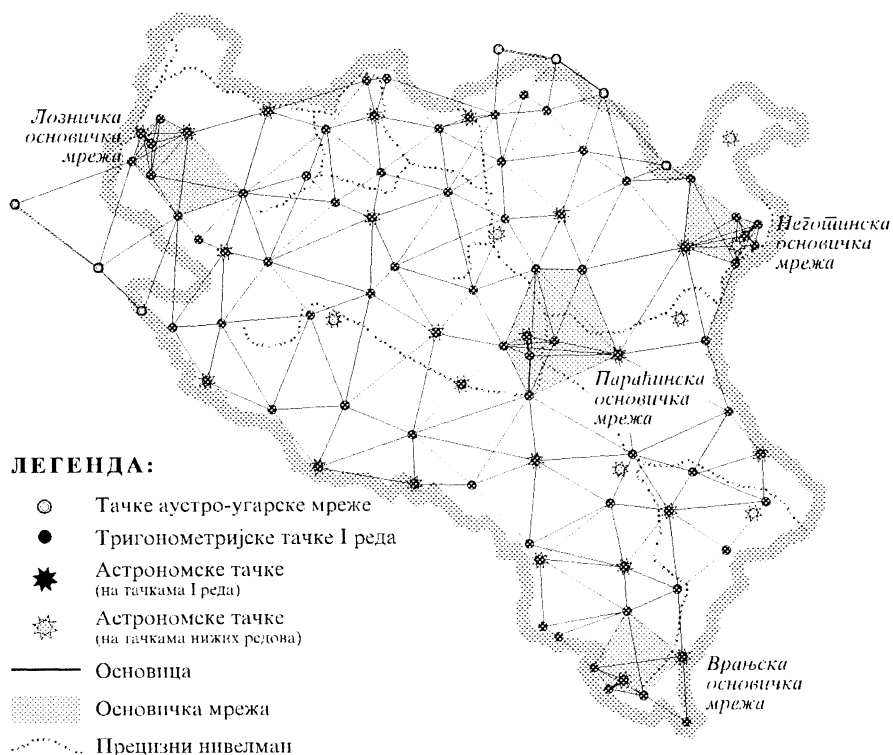 Лозничка
основичка
мрежа
Неготинска
основичка
мрежа
Параћинска
основичка
мрежа
ЛЕГЕНДА:
Тачке аустро-угарске мреже
Тригонометријске тачке I реда
Астрономске тачке
(на тачкама I реда)
Астрономске тачке
(на тачкама нижих редова)
Основица
Основичка мрежа
Прецизни нивелман
Врањска
основичка
мрежа